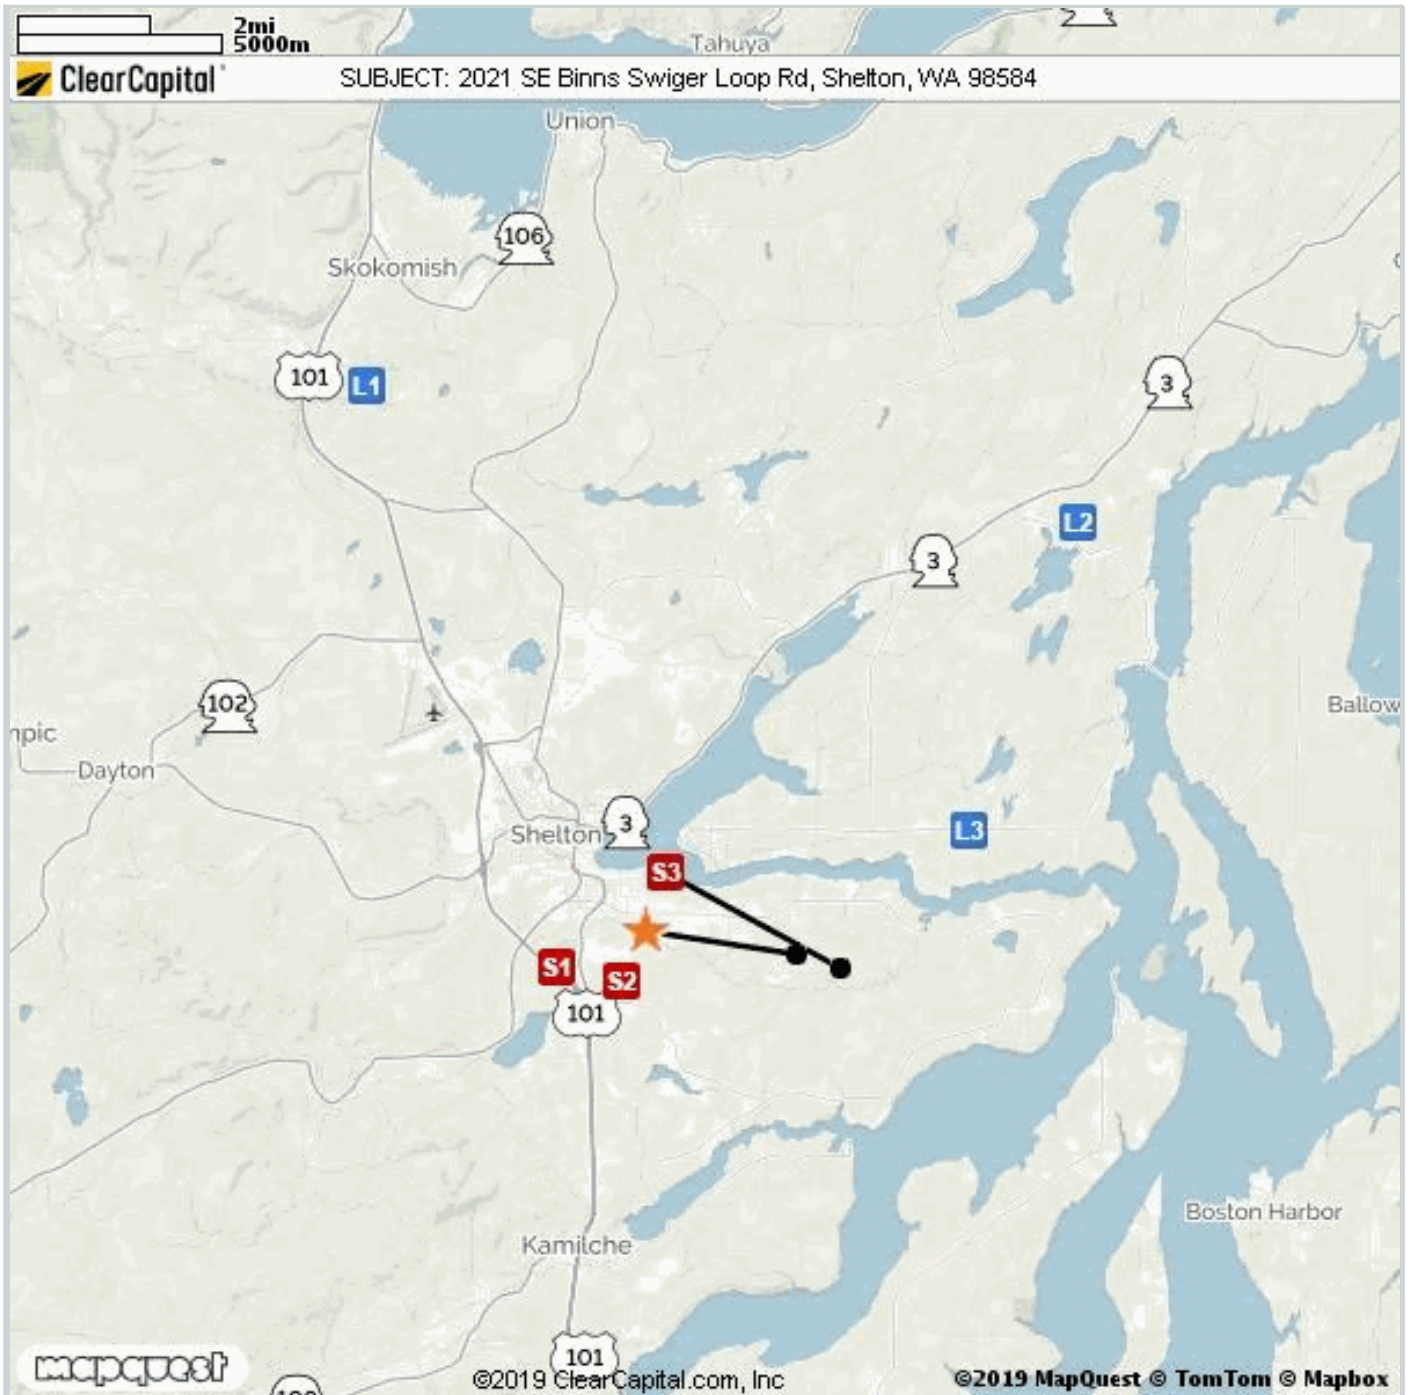 2mi
5000m
Tahuya
ClearCapital
SUBJECT: 2021 SE Binns Swiger Loop Rd, Shelton, WA 98584
Union
106
Skokomish
101
L1
3
L2
3
102
Ballow
npic
Dayton
3
Shelton
L3
S3
S1
S2
101
Boston Harbor
Kamilche
101
mapquest
©2019 ClearCapital.com, Inc
©2019 MapQuest © TomTom © Mapbox